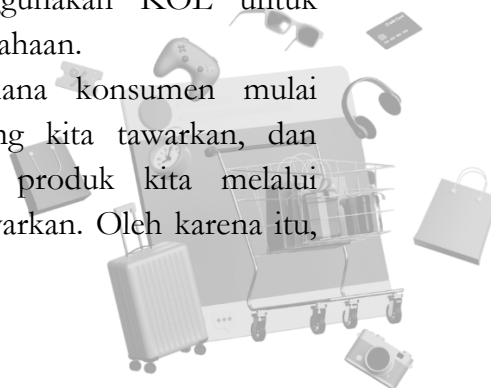 gunakan KOL untuk
ahaan.
ana konsumen mulai
ng kita tawarkan, dan
produk kita melalui
arkan. Oleh karena itu,